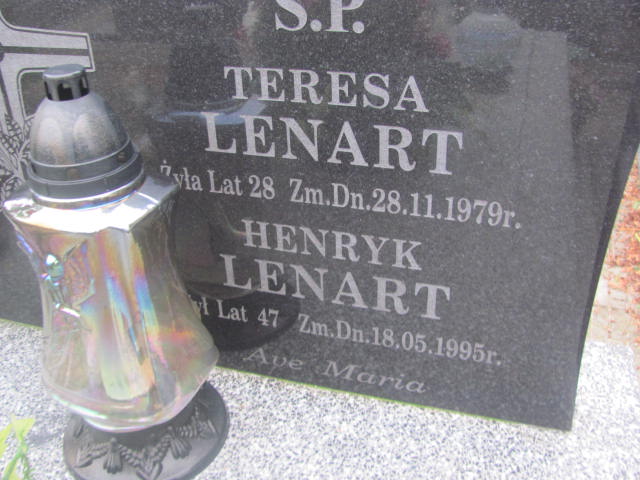 Ś.P.
TERESA
LENART
Żyła Lat 28 Zm.Dn.28.11.1979r.
HENRYK
LENART
Żył Lat 47 Zm.Dn.18.05.1995r.
Ave Maria